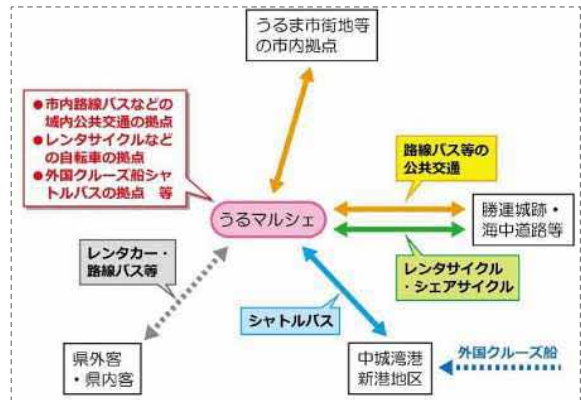 うるま市街地等
の市内拠点
●市内路線バスなどの
域内公共交通の拠点
●レンタサイクルなど
の自転車の拠点
●外国クルーズ船シャ
トルバスの拠点　等
路線バス等の
公共交通
うるマルシェ
勝連城跡・
海中道路等
レンタカー・
路線バス等
レンタサイクル
・シェアサイクル
シャトルバス
県外客
・県内客
中城湾港
新港地区
外国クルーズ船